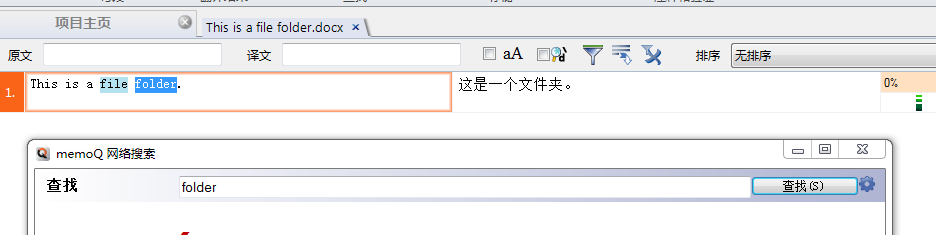 项目主页
This is a file folder.docx
原文
译文
aA
排序
无排序
1.
This is a file folder.
这是一个文件夹。
0%
memoQ 网络搜索
查找
folder
查找(S)